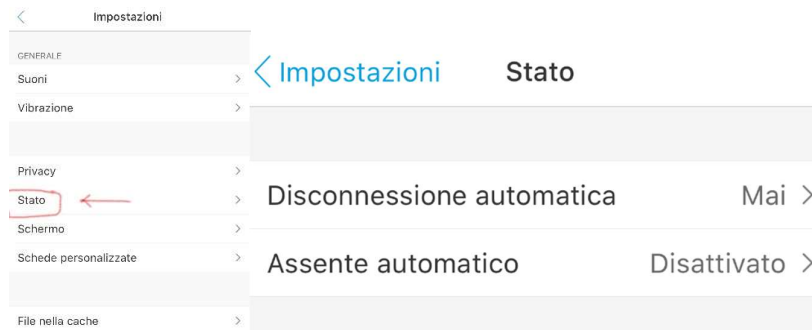 Impostazioni
GENERALE
Suoni
Vibrazione
Privacy
Stato
Schermo
Schede personalizzate
File nella cache
Impostazioni Stato
Disconnessione automatica Mai
Assente automatico Disattivato